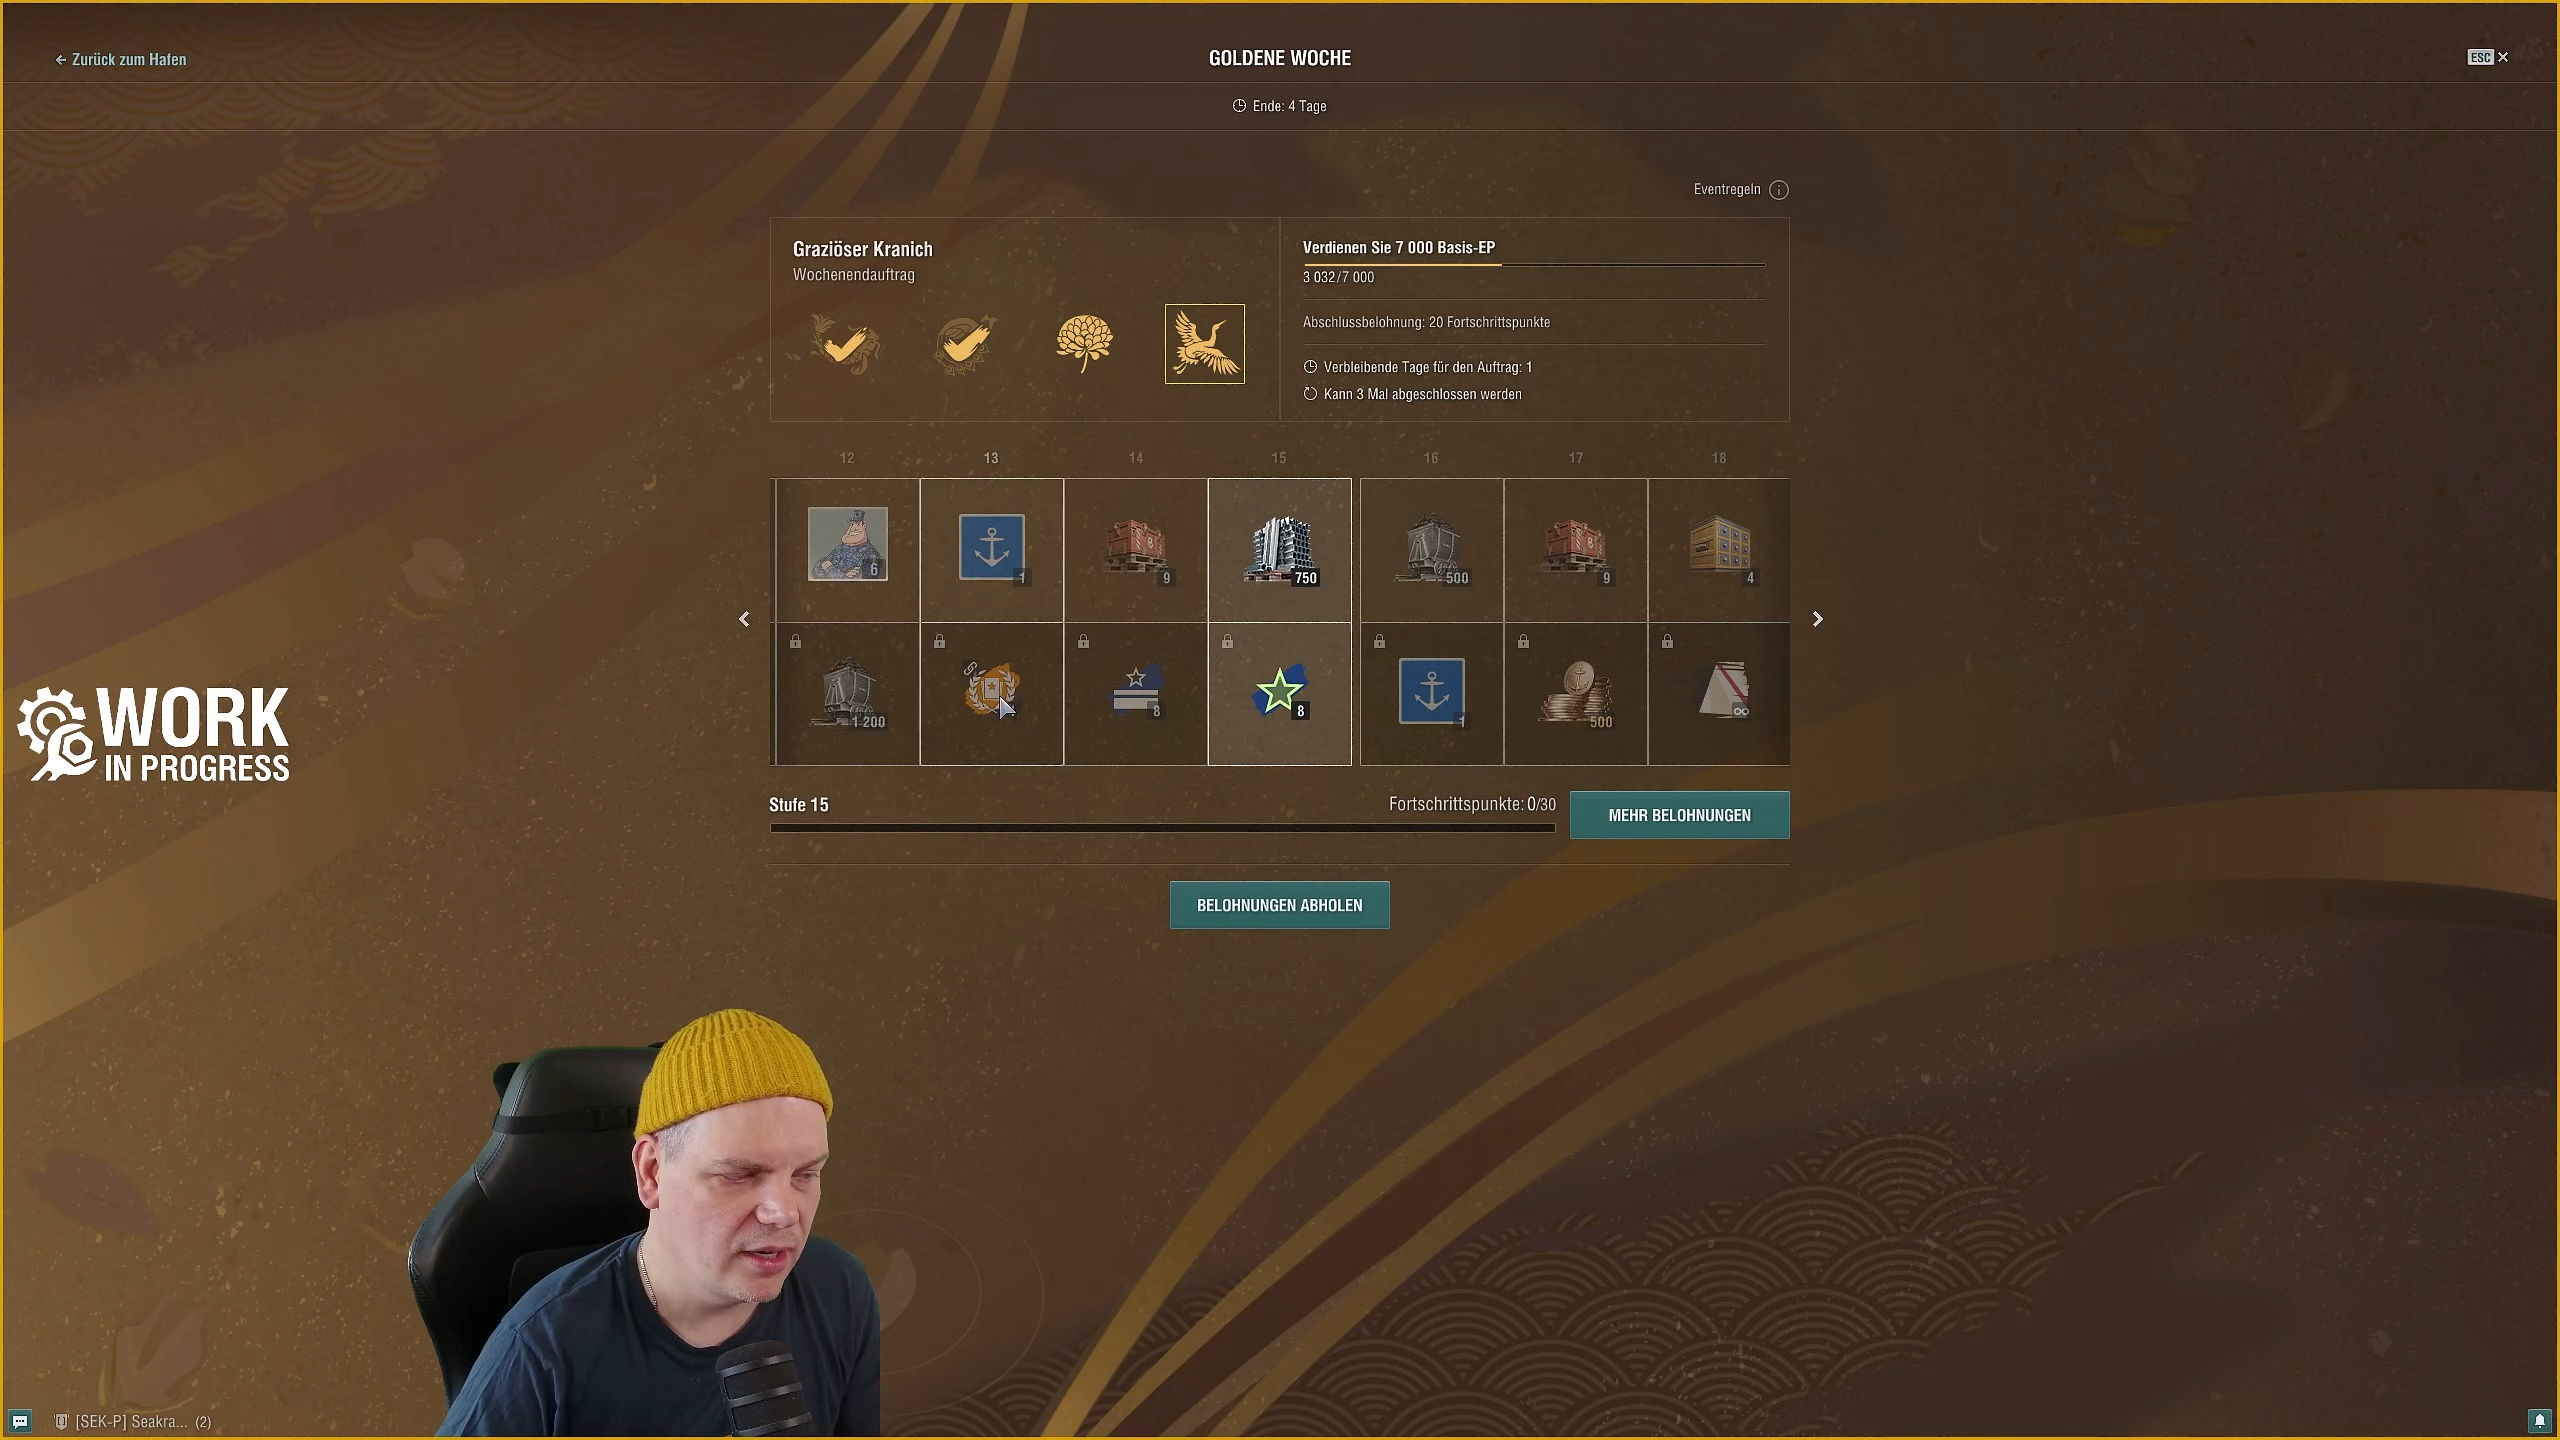 Zurück zum Hafen
GOLDENE WOCHE
ESC
Ende: 4 Tage
Eventregeln
Graziöser Kranich
Wochenendauftrag
Verdienen Sie 7 000 Basis-EP
3 032/7 000
Abschlussbelohnung: 20 Fortschrittspunkte
Verbleibende Tage für den Auftrag: 1
Kann 3 Mal abgeschlossen werden
12 13 14 15 16 17 18
6 1 9 750 500 9 4
1 200 8 8 1 500 ∞
WORK
IN PROGRESS
Stufe 15
Fortschrittspunkte: 0/30
MEHR BELOHNUNGEN
BELOHNUNGEN ABHOLEN
[SEK-P] Seakra... (2)